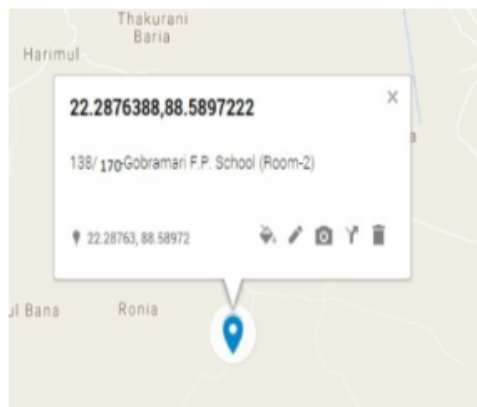 Thakurani
Baria
Harimul
22.2876388,88.5897222
138/170-Gobramari F.P. School (Room-2)
22.28763, 88.58972
ul Bana
Ronia